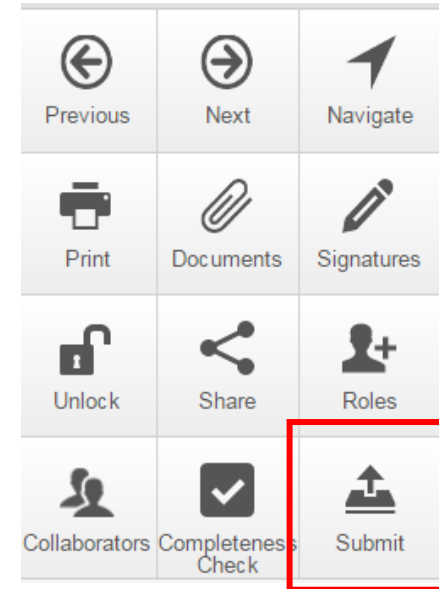 Previous
Next
Navigate
Print
Documents
Signatures
Unlock
Share
Roles
Collaborators
Completeness
Check
Submit